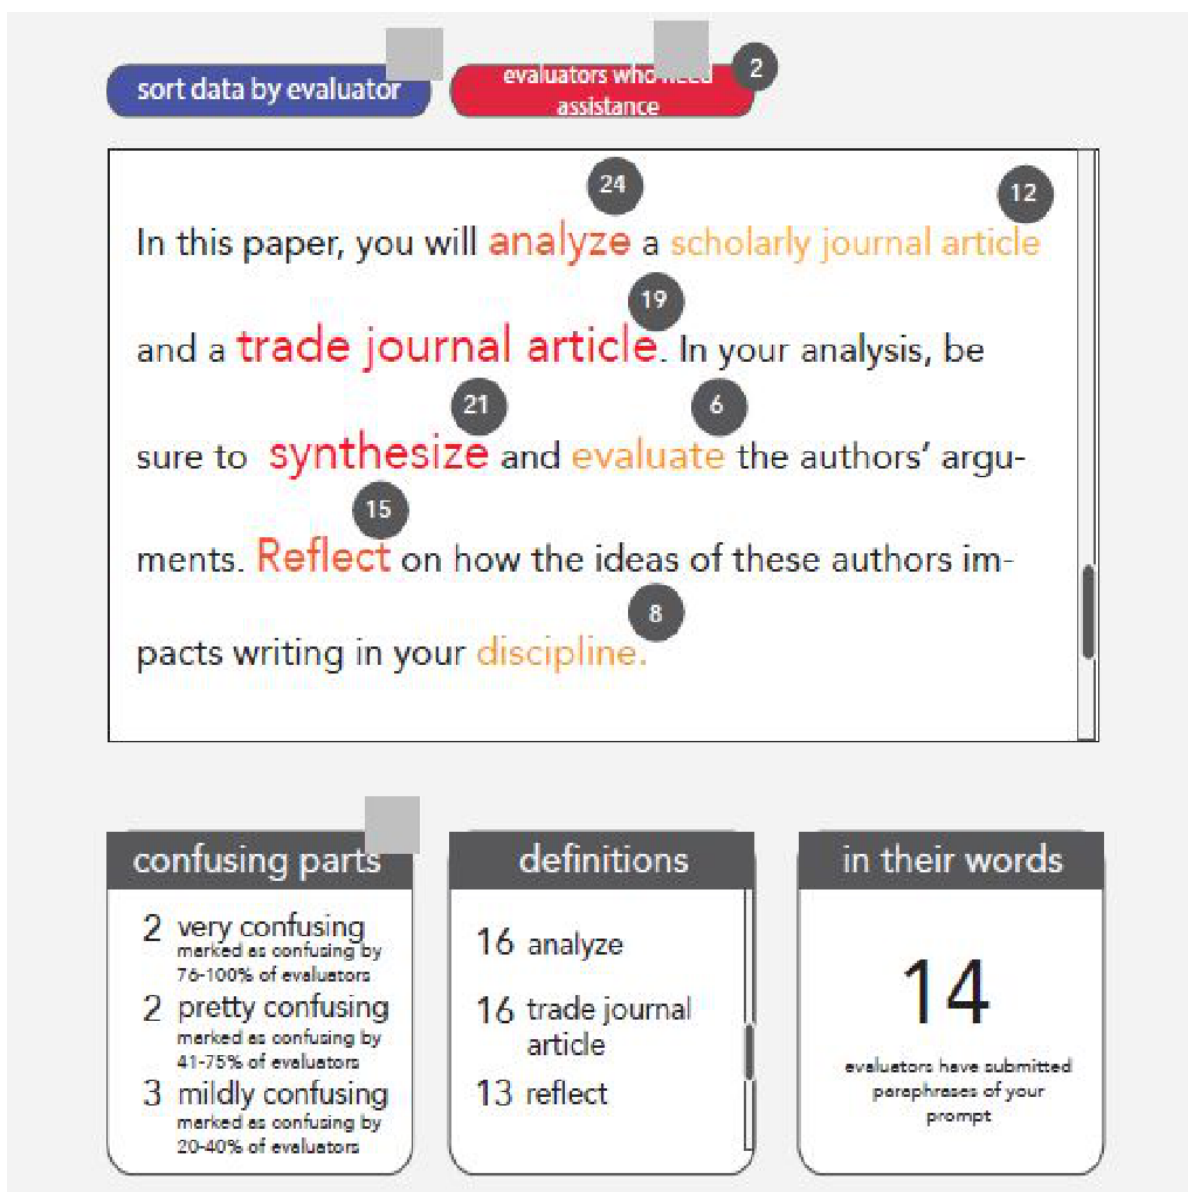 sort data by evaluator
evaluators who need
assistance
2
24
12
In this paper, you will analyze a scholarly journal article
19
and a trade journal article. In your analysis, be
21
6
sure to synthesize and evaluate the authors’ argu-
15
ments. Reflect on how the ideas of these authors im-
8
pacts writing in your discipline.
confusing parts
2 very confusing
marked as confusing by
76-100% of evaluators
2 pretty confusing
marked as confusing by
41-75% of evaluators
3 mildly confusing
marked as confusing by
20-40% of evaluators
definitions
16 analyze
16 trade journal
article
13 reflect
in their words
14
evaluators have submitted
paraphrases of your
prompt